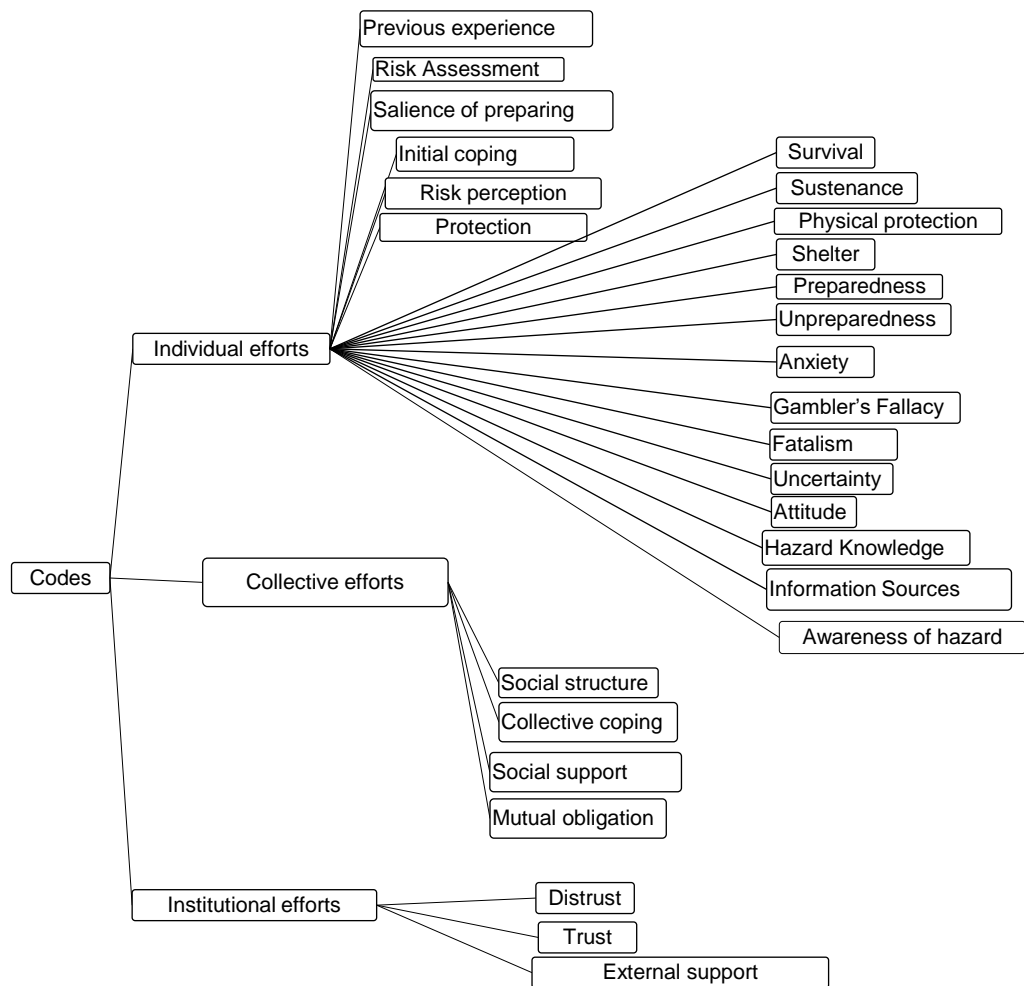 Previous experience
Risk Assessment
Salience of preparing
Initial coping
Risk perception
Protection
Survival
Sustenance
Physical protection
Shelter
Preparedness
Unpreparedness
Individual efforts
Anxiety
Gambler's Fallacy
Fatalism
Uncertainty
Attitude
Hazard Knowledge
Information Sources
Awareness of hazard
Codes
Collective efforts
Social structure
Collective coping
Social support
Mutual obligation
Institutional efforts
Distrust
Trust
External support